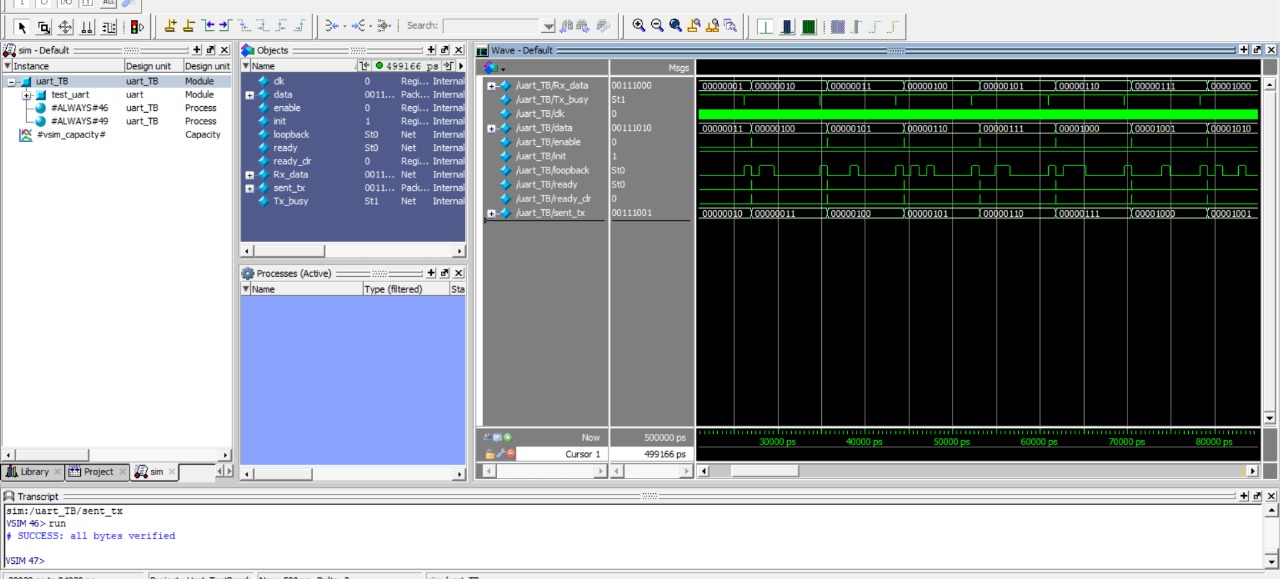 ALL
Search:
sim - Default
Instance Design unit Design unit
uart_TB uart_TB Module
test_uart uart Module
#ALWAYS#46 uart_TB Process
#ALWAYS#49 uart_TB Process
#vsim_capacity# Capacity
Library Project sim
Objects
Name 499166 ps
clk 0 Regi... Internal
data 0011... Pack... Internal
enable 0 Regi... Internal
init 1 Regi... Internal
loopback St0 Net Internal
ready St0 Net Internal
ready_clr 0 Regi... Internal
Rx_data 0011... Net Internal
sent_tx 0011... Pack... Internal
Tx_busy St1 Net Internal
Processes (Active)
Name Type (filtered) Sta
Wave - Default
Msgs
/uart_TB/Rx_data 00111000 00000001 00000010 00000011 00000100 00000101 00000110 00000111 00001000
/uart_TB/Tx_busy St1
/uart_TB/clk 0
/uart_TB/data 00111010 00000011 00000100 00000101 00000110 00000111 00001000 00001001 00001010
/uart_TB/enable 0
/uart_TB/init 1
/uart_TB/loopback St0
/uart_TB/ready St0
/uart_TB/ready_clr 0
/uart_TB/sent_tx 00111001 00000010 00000011 00000100 00000101 00000110 00000111 00001000 00001001
Now 500000 ps 30000 ps 40000 ps 50000 ps 60000 ps 70000 ps 80000 ps
Cursor 1 499166 ps
Transcript
sim:/uart_TB/sent_tx
VSIM 46> run
# SUCCESS: all bytes verified
VSIM 47>